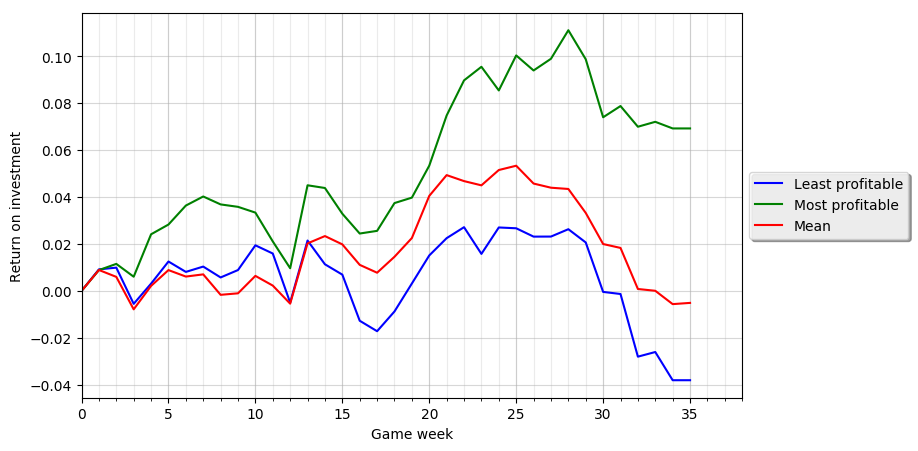 0.10
0.08
0.06
0.04
0.02
0.00
−0.02
−0.04
Return on investment
0 5 10 15 20 25 30 35
Game week
Least profitable
Most profitable
Mean